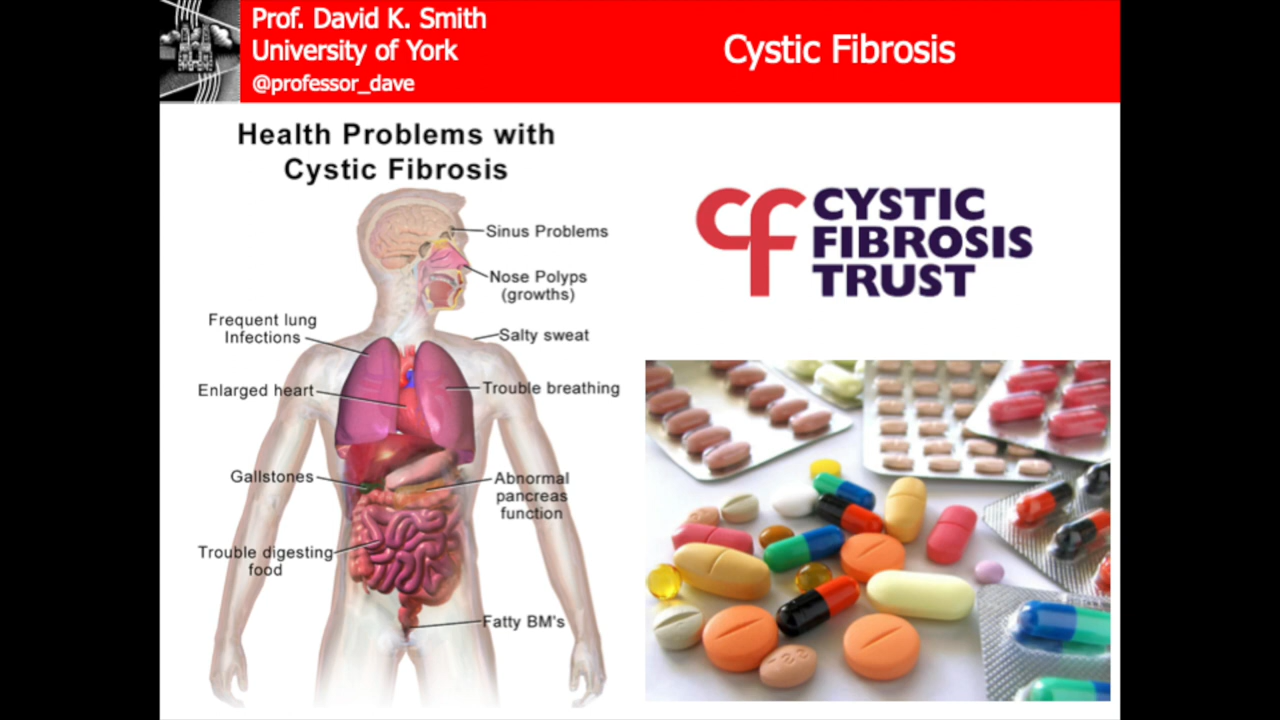 Prof. David K. Smith
University of York
@professor_dave
Cystic Fibrosis
Health Problems with
Cystic Fibrosis
Sinus Problems
Nose Polyps
(growths)
Frequent lung
Infections
Salty sweat
Enlarged heart
Trouble breathing
Gallstones
Abnormal
pancreas
function
Trouble digesting
food
Fatty BM's
cf
CYSTIC
FIBROSIS
TRUST